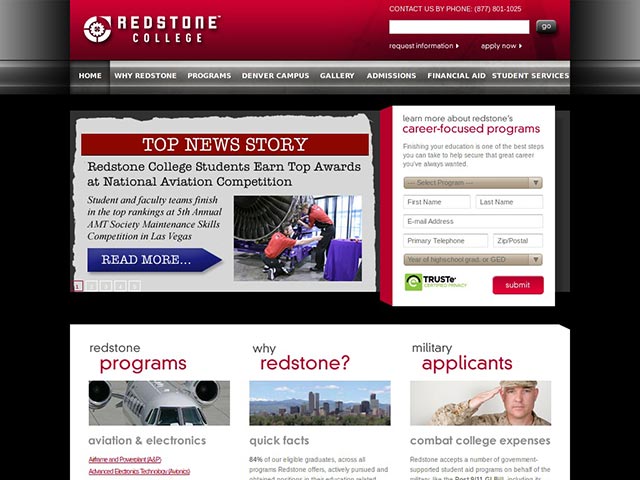 REDSTONE
COLLEGE
CONTACT US BY PHONE: (877) 801-1025
go
request information
apply now
HOME
WHY REDSTONE
PROGRAMS
DENVER CAMPUS
GALLERY
ADMISSIONS
FINANCIAL AID
STUDENT SERVICES
TOP NEWS STORY
Redstone College Students Earn Top Awards
at National Aviation Competition
Student and faculty teams finish
in the top rankings at 5th Annual
AMT Society Maintenance Skills
Competition in Las Vegas
READ MORE...
1 2 3 4 5
learn more about redstone's
career-focused programs
Finishing your education is one of the best steps
you can take to help secure that great career
you've always wanted.
--- Select Program ---
First Name
Last Name
E-mail Address
Primary Telephone
Zip/Postal
Year of highschool grad. or GED
TRUSTe
CERTIFIED PRIVACY
submit
redstone
programs
aviation & electronics
Airframe and Powerplant (A&P)
Advanced Electronics Technology (Avionics)
why
redstone?
quick facts
84% of our eligible graduates, across all
programs Redstone offers, actively pursued and
obtained positions in their education related
military
applicants
combat college expenses
Redstone accepts a number of government-
supported student aid programs on behalf of its
military, like the Post 9/11 GI Bill, including its